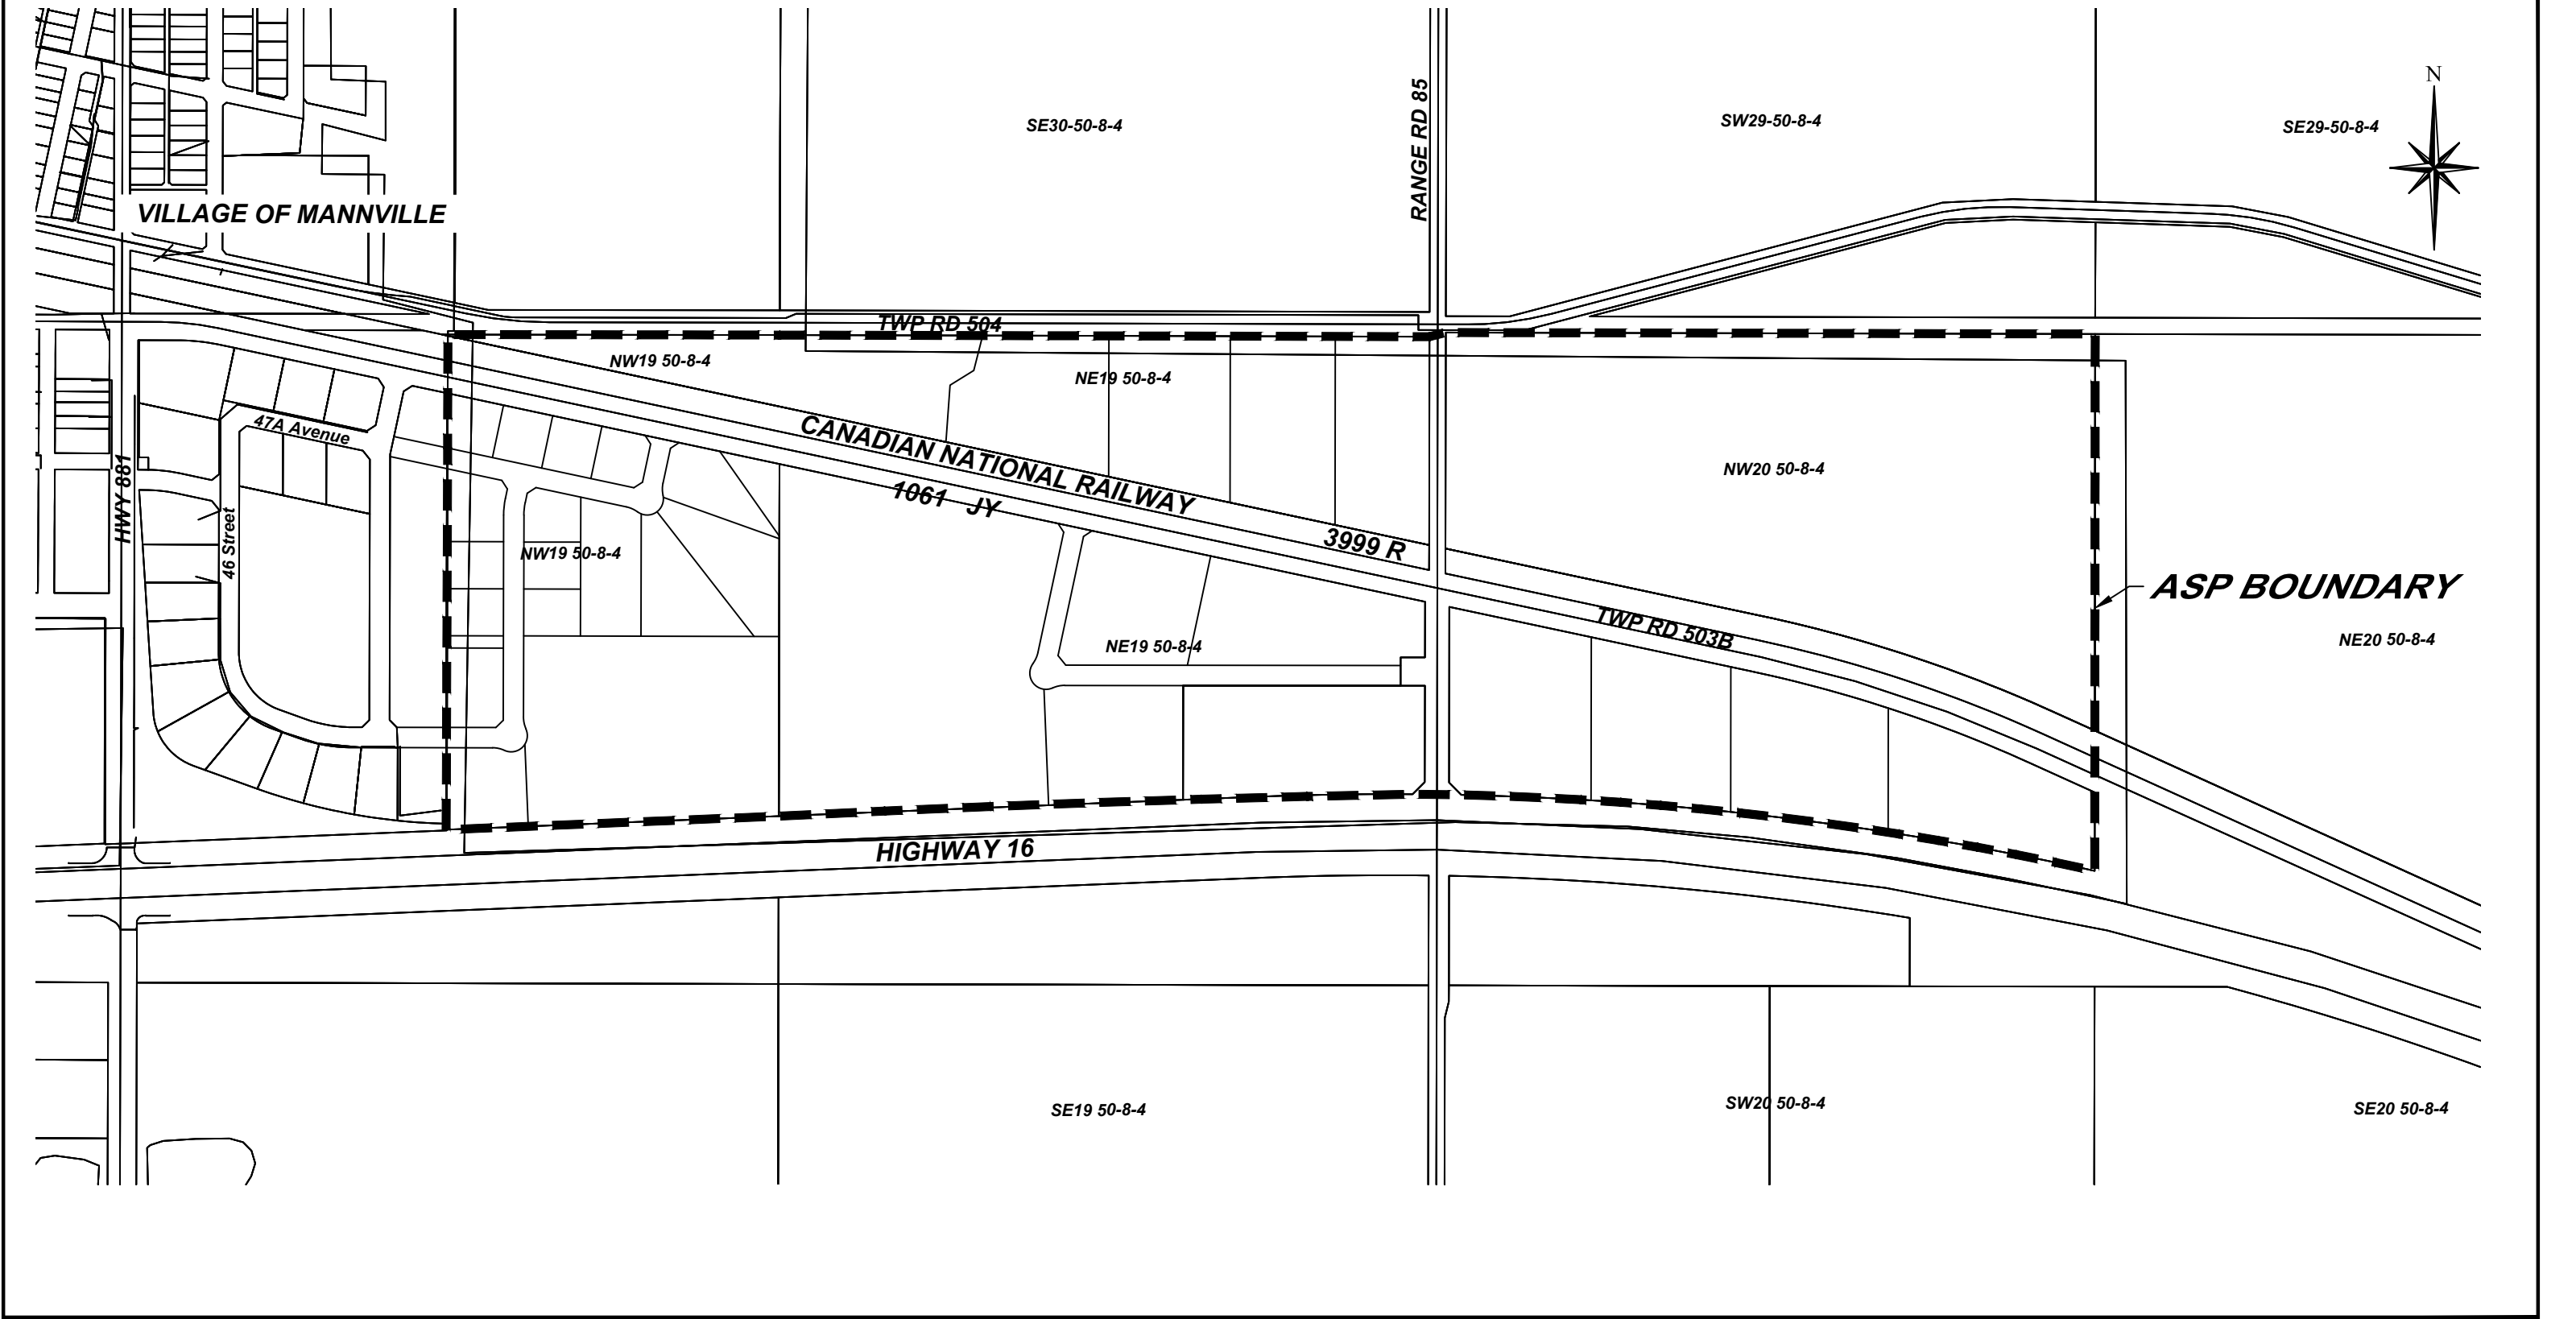 N
RANGE RD 85
SE30-50-8-4
SW29-50-8-4
SE29-50-8-4
VILLAGE OF MANNVILLE
TWP RD 504
NW19 50-8-4
NE19 50-8-4
47A Avenue
CANADIAN NATIONAL RAILWAY
NW20 50-8-4
HWY 881
1061 JY
46 Street
3999 R
NW19 50-8-4
ASP BOUNDARY
TWP RD 503B
NE19 50-8-4
NE20 50-8-4
HIGHWAY 16
SE19 50-8-4
SW20 50-8-4
SE20 50-8-4